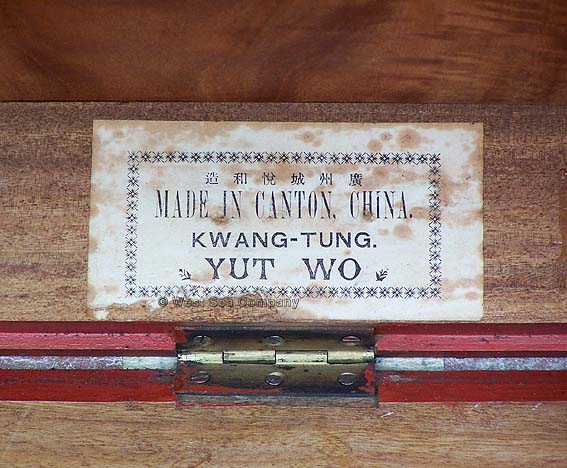 廣州城悅和造
MADE IN CANTON, CHINA.
KWANG-TUNG.
YUT WO
© West Sea Company